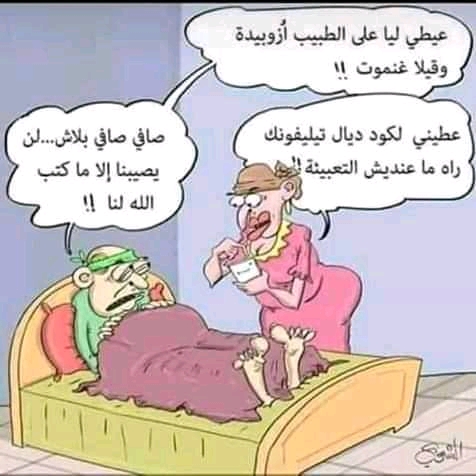 عيطي ليا على الطبيب أزوبيدة
وقيلا غنموت !!
عطيني لكود ديال تيليفونك
راه ما عنديش التعبيئة !!
صافي صافي بلاش...لن
يصيبنا إلا ما كتب
الله لنا !!